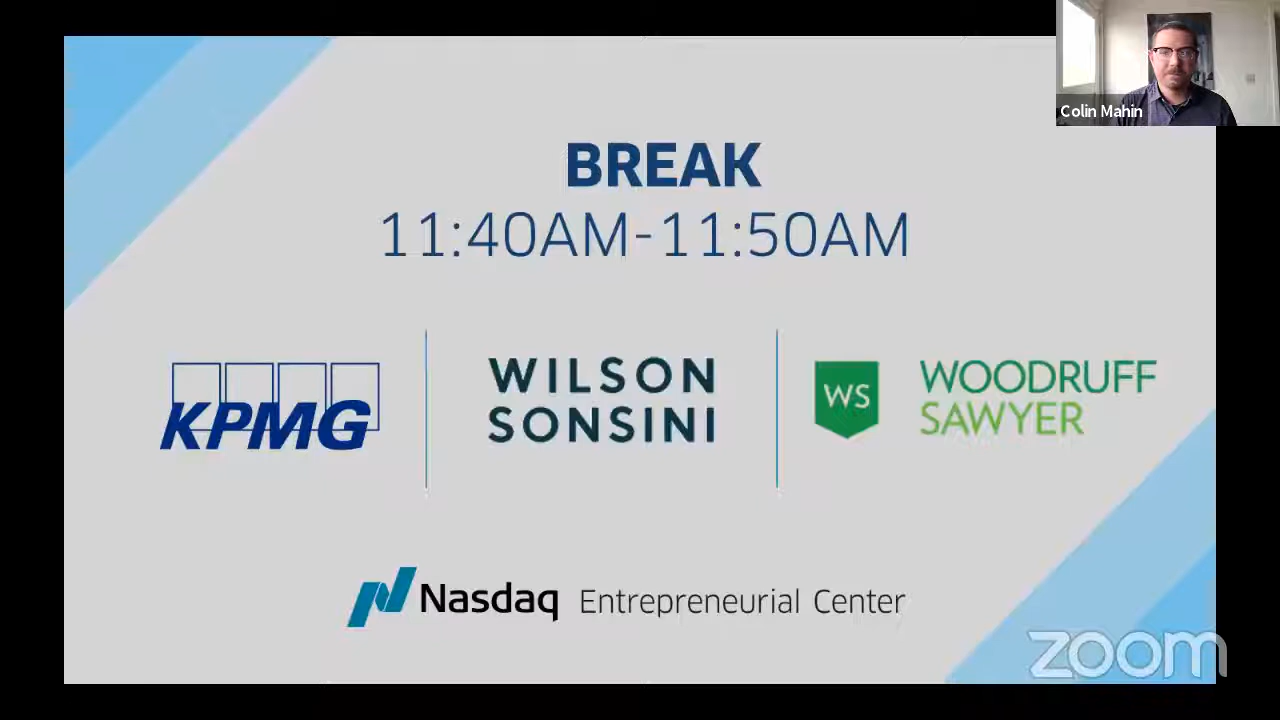 Colin Mahin
BREAK
11:40AM-11:50AM
KPMG
WILSON
SONSINI
WS
WOODRUFF
SAWYER
Nasdaq Entrepreneurial Center
zoom